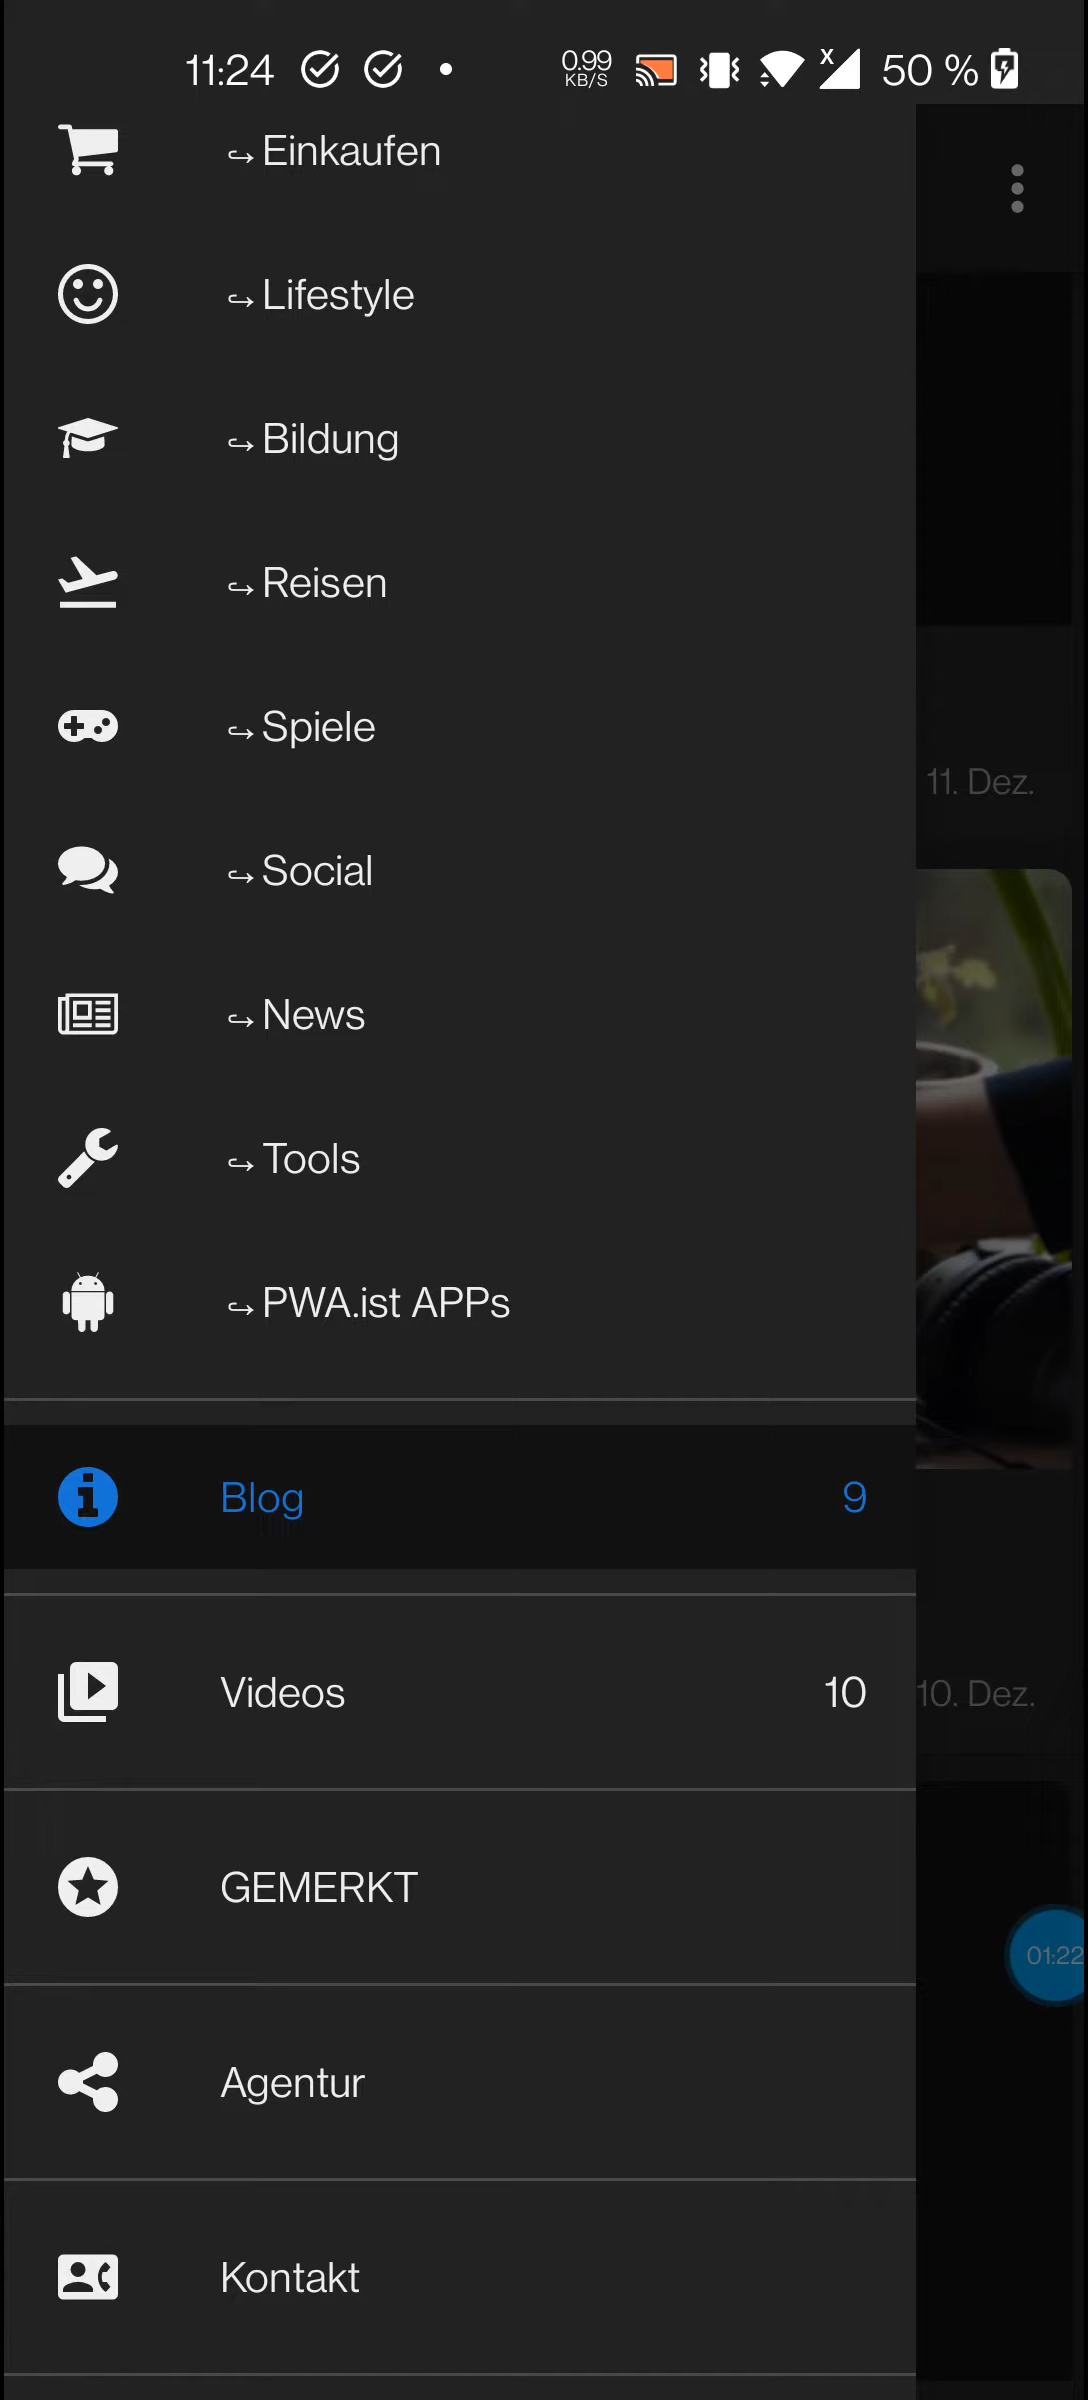 11:24 0.99 KB/S X 50 %
↪ Einkaufen
↪ Lifestyle
↪ Bildung
↪ Reisen
↪ Spiele
11. Dez.
↪ Social
↪ News
↪ Tools
↪ PWA.ist APPs
Blog 9
Videos 10
10. Dez.
GEMERKT
01:22
Agentur
Kontakt